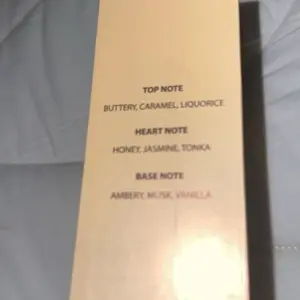 TOP NOTE
BUTTERY, CARAMEL, LIQUORICE
HEART NOTE
HONEY, JASMINE, TONKA
BASE NOTE
AMBERY, MUSK, VANILLA